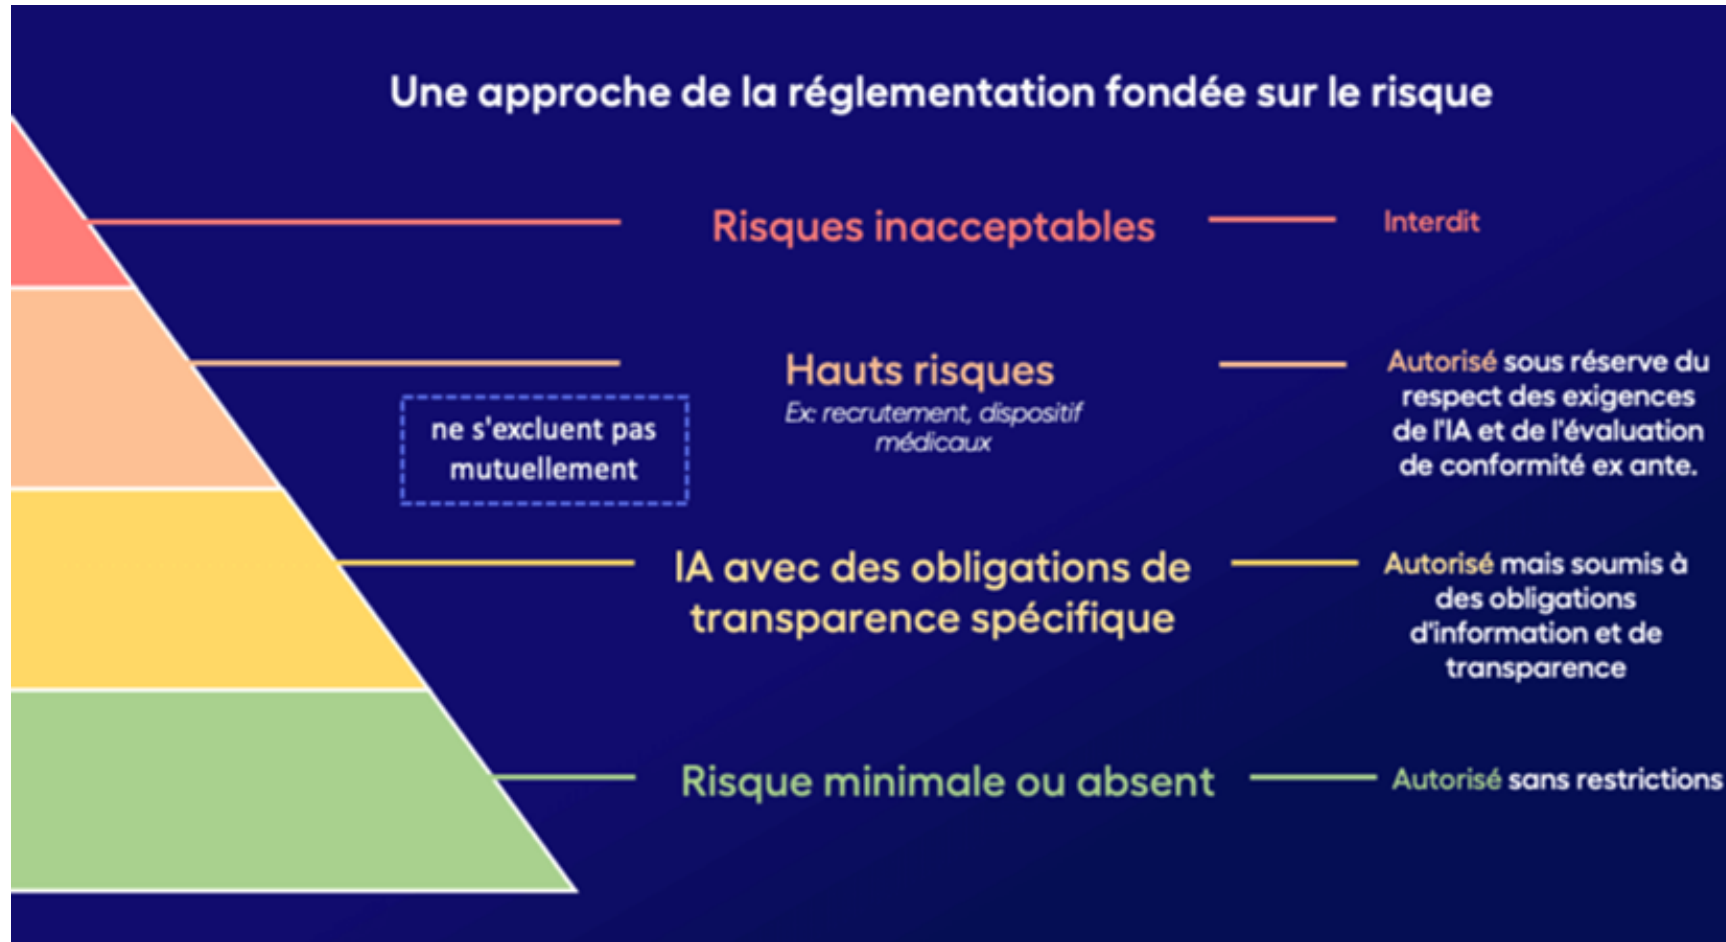 Une approche de la réglementation fondée sur le risque
Risques inacceptables
Interdit
Hauts risques
Ex: recrutement, dispositif
médicaux
Autorisé sous réserve du
respect des exigences
de l'IA et de l'évaluation
de conformité ex ante.
ne s'excluent pas
mutuellement
IA avec des obligations de
transparence spécifique
Autorisé mais soumis à
des obligations
d'information et de
transparence
Risque minimale ou absent
Autorisé sans restrictions